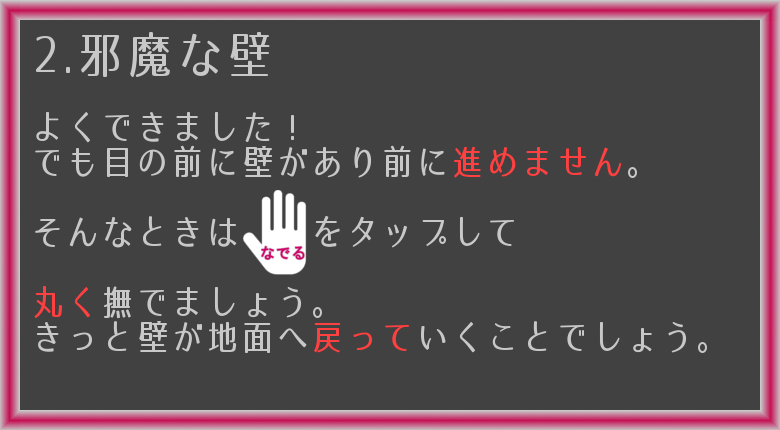 2.邪魔な壁
よくできました！
でも目の前に壁があり前に進めません。
そんなときはなでるをタップして
丸く撫でましょう。
きっと壁が地面へ戻っていくことでしょう。